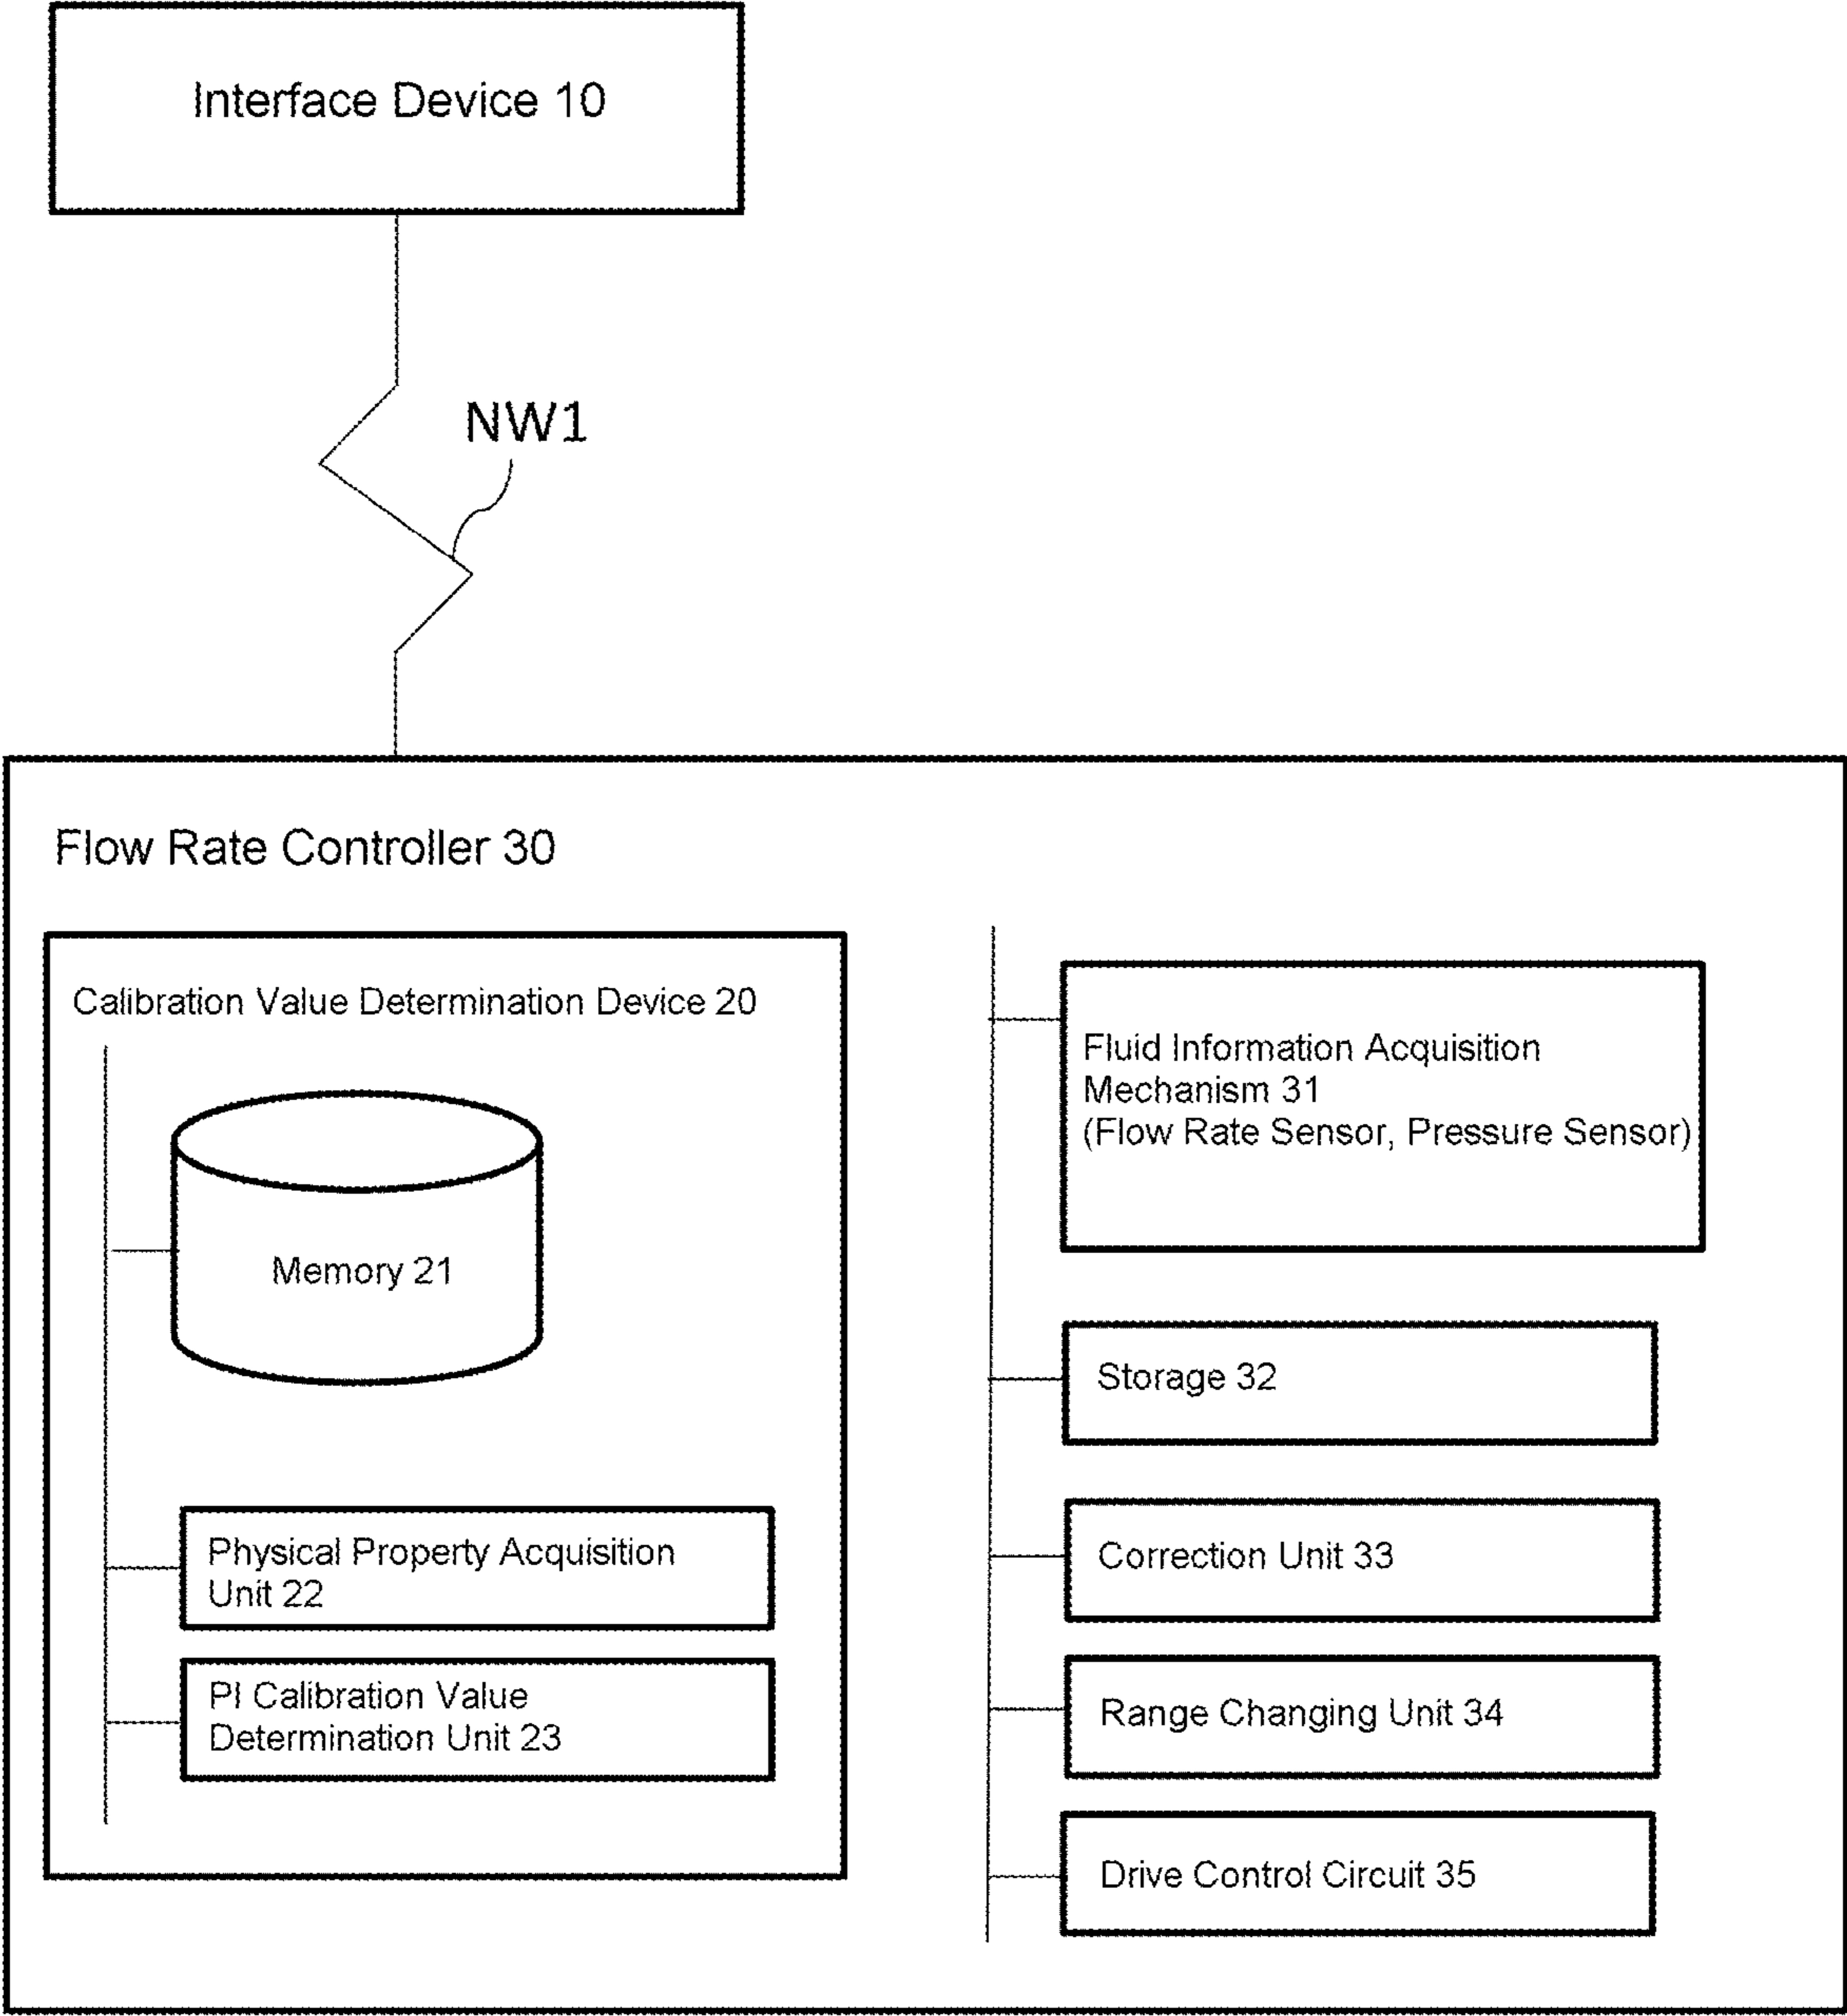 Interface Device 10
NW1
Flow Rate Controller 30
Calibration Value Determination Device 20
Memory 21
Physical Property Acquisition
Unit 22
PI Calibration Value
Determination Unit 23
Fluid Information Acquisition
Mechanism 31
(Flow Rate Sensor, Pressure Sensor)
Storage 32
Correction Unit 33
Range Changing Unit 34
Drive Control Circuit 35